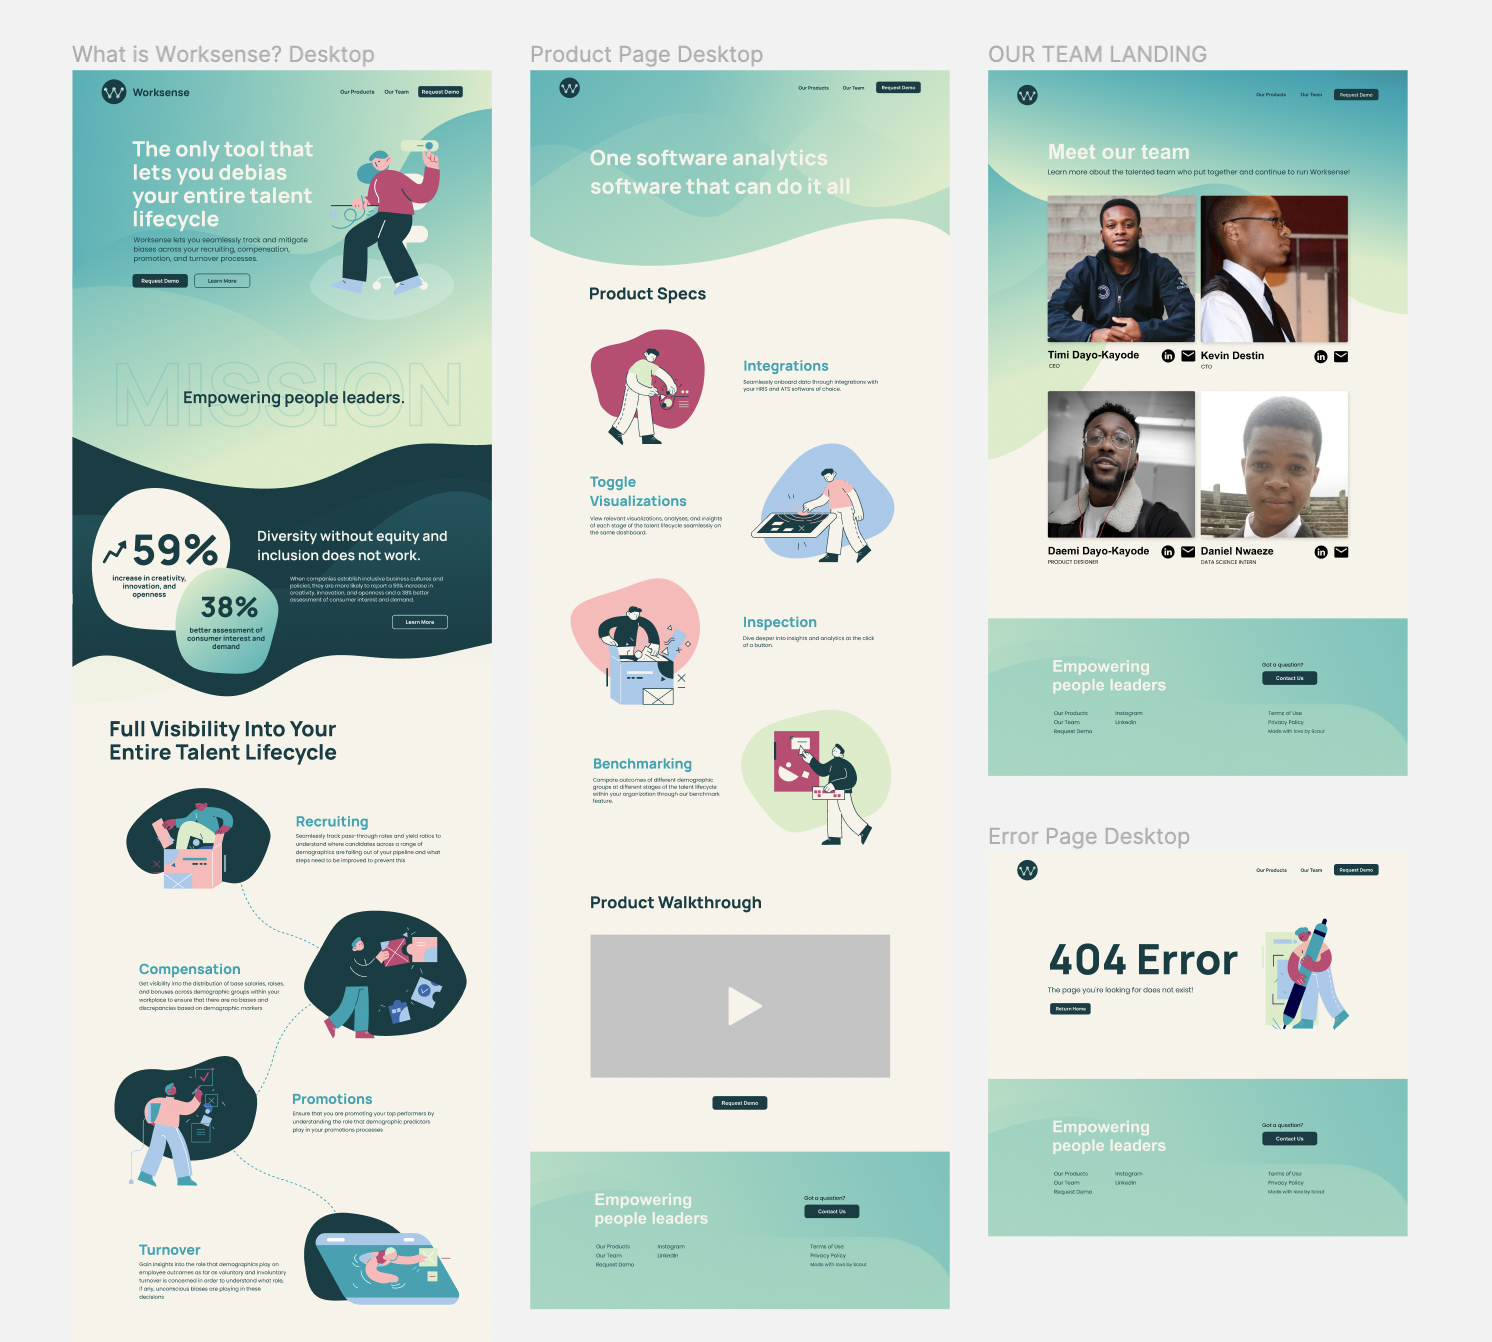 What is Worksense? Desktop
Worksense
Our Products
Our Team
Request Demo
The only tool that
lets you debias
your entire talent
lifecycle
Worksense lets you seamlessly track and mitigate
biases across your recruiting, compensation,
promotion, and turnover processes.
Request Demo
Learn More
MISSION
Empowering people leaders.
59%
increase in creativity,
innovation, and
openness
38%
better assessment of
consumer interest and
demand
Diversity without equity and
inclusion does not work.
When companies establish inclusive business cultures and
policies, they are more likely to report a 59% increase in
creativity, innovation, and openness and a 38% better
assessment of consumer interest and demand.
Learn More
Full Visibility Into Your
Entire Talent Lifecycle
Recruiting
Seamlessly track pass-through rates and yield ratios to
understand where candidates across a range of
demographics are falling out of your pipeline and what
steps need to be improved to prevent this
Compensation
Get visibility into the distribution of base salaries, raises,
and bonuses across demographic groups within your
workplace to ensure that there are no biases and
discrepancies based on demographic markers
Promotions
Ensure that you are promoting your top performers by
understanding the role that demographic predictors
play in your promotions processes
Turnover
Gain insights into the role that demographics play on
employee outcomes as far as voluntary and involuntary
turnover is concerned in order to understand what role,
if any, unconscious biases are playing in these
decisions
Product Page Desktop
Our Products
Our Team
Request Demo
One software analytics
software that can do it all
Product Specs
Integrations
Seamlessly onboard data through integrations with
your HRIS and ATS software of choice.
Toggle
Visualizations
View relevant visualizations, analyses, and insights
of each stage of the talent lifecycle seamlessly on
the same dashboard.
Inspection
Dive deeper into insights and analytics at the click
of a button.
Benchmarking
Compare outcomes of different demographic
groups at different stages of the talent lifecycle
within your organization through our benchmark
feature.
Product Walkthrough
Request Demo
Empowering
people leaders
Got a question?
Contact Us
Our Products
Instagram
Terms of Use
Our Team
LinkedIn
Privacy Policy
Request Demo
Made with love by Scout
OUR TEAM LANDING
Our Products
Our Team
Request Demo
Meet our team
Learn more about the talented team who put together and continue to run Worksense!
Timi Dayo-Kayode
CEO
Kevin Destin
CTO
Daemi Dayo-Kayode
PRODUCT DESIGNER
Daniel Nwaeze
DATA SCIENCE INTERN
Empowering
people leaders
Got a question?
Contact Us
Our Products
Instagram
Terms of Use
Our Team
LinkedIn
Privacy Policy
Request Demo
Made with love by Scout
Error Page Desktop
Our Products
Our Team
Request Demo
404 Error
The page you're looking for does not exist!
Return Home
Empowering
people leaders
Got a question?
Contact Us
Our Products
Instagram
Terms of Use
Our Team
LinkedIn
Privacy Policy
Request Demo
Made with love by Scout